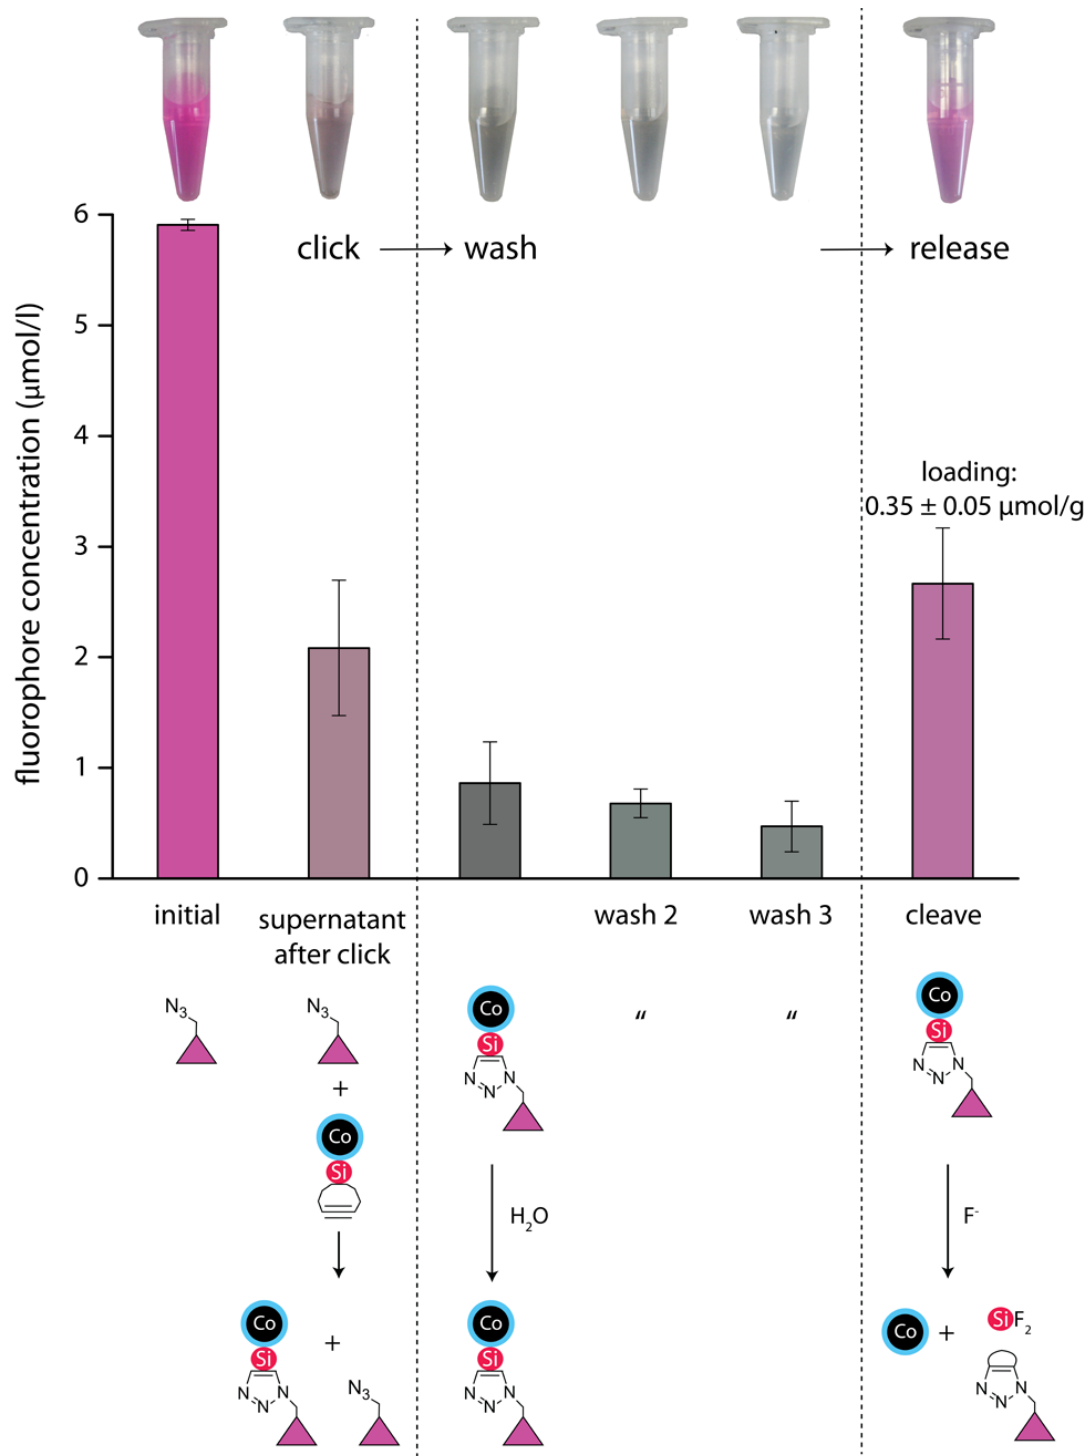 6
click
wash
release
5
4
loading:
0.35 ± 0.05 µmol/g
3
2
1
0
fluorophore concentration (µmol/l)
initial
supernatant
after click
wash 2
wash 3
cleave
N₃
N₃
Co
Si
N
N
N
“
“
Co
Si
N
N
N
+
Co
Si
H₂O
F⁻
Co
Si
N
N
N
+
N₃
Co
Si
N
N
N
Co
+
SiF₂
N
N
N